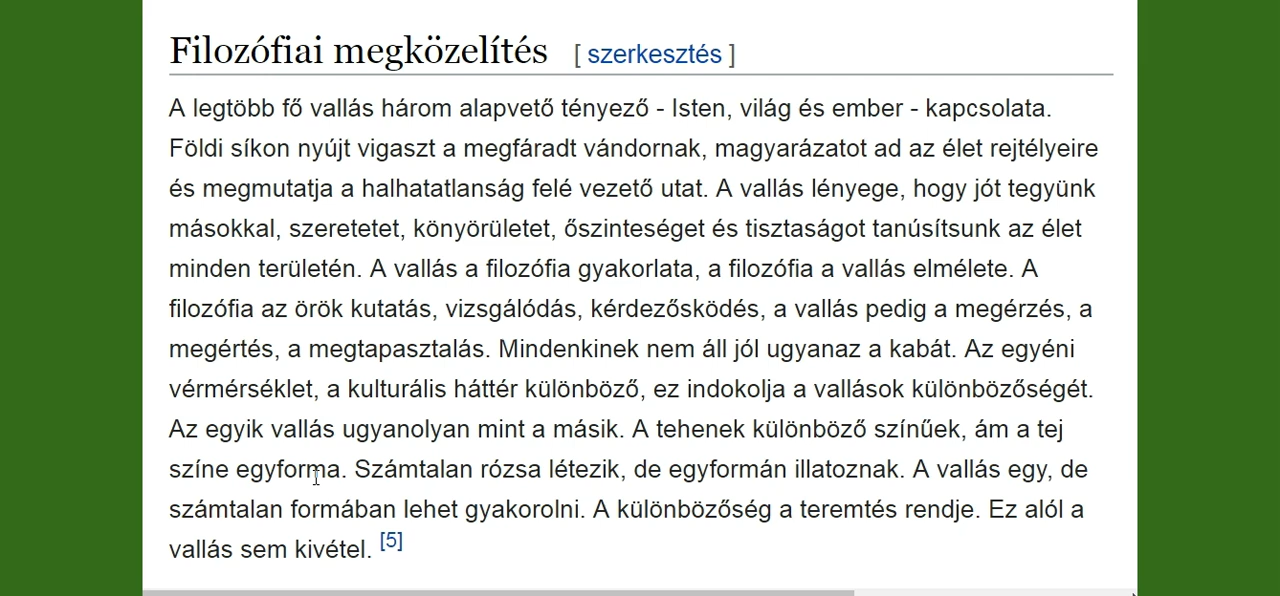 Filozófiai megközelítés [ szerkesztés ]
A legtöbb fő vallás három alapvető tényező - Isten, világ és ember - kapcsolata.
Földi síkon nyújt vigaszt a megfáradt vándornak, magyarázatot ad az élet rejtélyeire
és megmutatja a halhatatlanság felé vezető utat. A vallás lényege, hogy jót tegyünk
másokkal, szeretetet, könyörületet, őszinteséget és tisztaságot tanúsítsunk az élet
minden területén. A vallás a filozófia gyakorlata, a filozófia a vallás elmélete. A
filozófia az örök kutatás, vizsgálódás, kérdezősködés, a vallás pedig a megérzés, a
megértés, a megtapasztalás. Mindenkinek nem áll jól ugyanaz a kabát. Az egyéni
vérmérséklet, a kulturális háttér különböző, ez indokolja a vallások különbözőségét.
Az egyik vallás ugyanolyan mint a másik. A tehenek különböző színűek, ám a tej
színe egyforma. Számtalan rózsa létezik, de egyformán illatoznak. A vallás egy, de
számtalan formában lehet gyakorolni. A különbözőség a teremtés rendje. Ez alól a
vallás sem kivétel. [5]